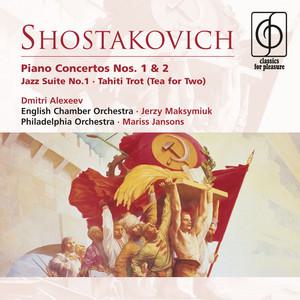 SHOSTAKOVICH
Piano Concertos Nos. 1 & 2
Jazz Suite No.1 · Tahiti Trot (Tea for Two)
Dmitri Alexeev
English Chamber Orchestra · Jerzy Maksymiuk
Philadelphia Orchestra · Mariss Jansons
cfp
classics
for pleasure